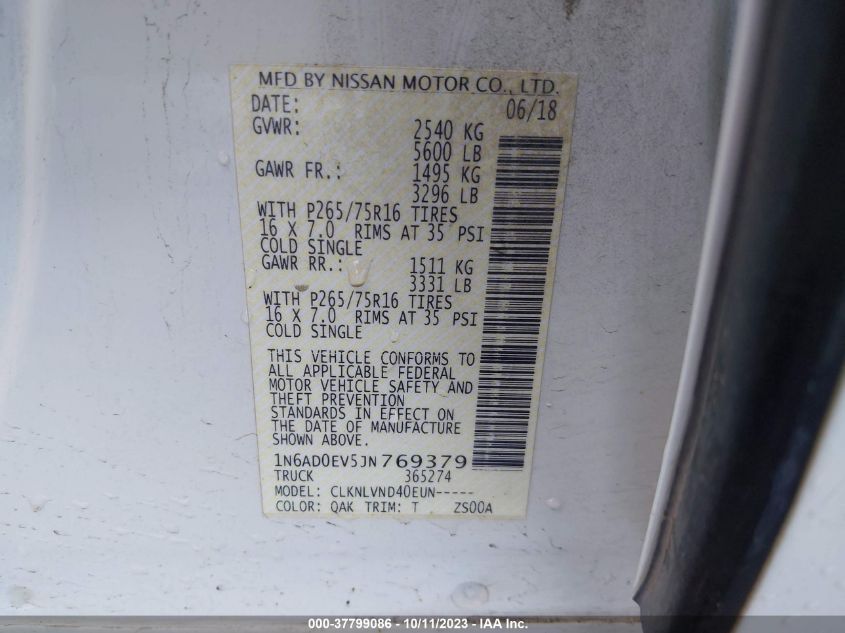 MFD BY NISSAN MOTOR CO., LTD.
DATE: 06/18
GVWR: 2540 KG
5600 LB
GAWR FR.: 1495 KG
3296 LB
WITH P265/75R16 TIRES
16 X 7.0 RIMS AT 35 PSI
COLD SINGLE
GAWR RR.: 1511 KG
3331 LB
WITH P265/75R16 TIRES
16 X 7.0 RIMS AT 35 PSI
COLD SINGLE
THIS VEHICLE CONFORMS TO
ALL APPLICABLE FEDERAL
MOTOR VEHICLE SAFETY AND
THEFT PREVENTION
STANDARDS IN EFFECT ON
THE DATE OF MANUFACTURE
SHOWN ABOVE.
1N6AD0EV5JN769379
TRUCK 365274
MODEL: CLKNLVND40EUN-----
COLOR: QAK TRIM: T ZS00A
000-37799086 - 10/11/2023 - IAA Inc.